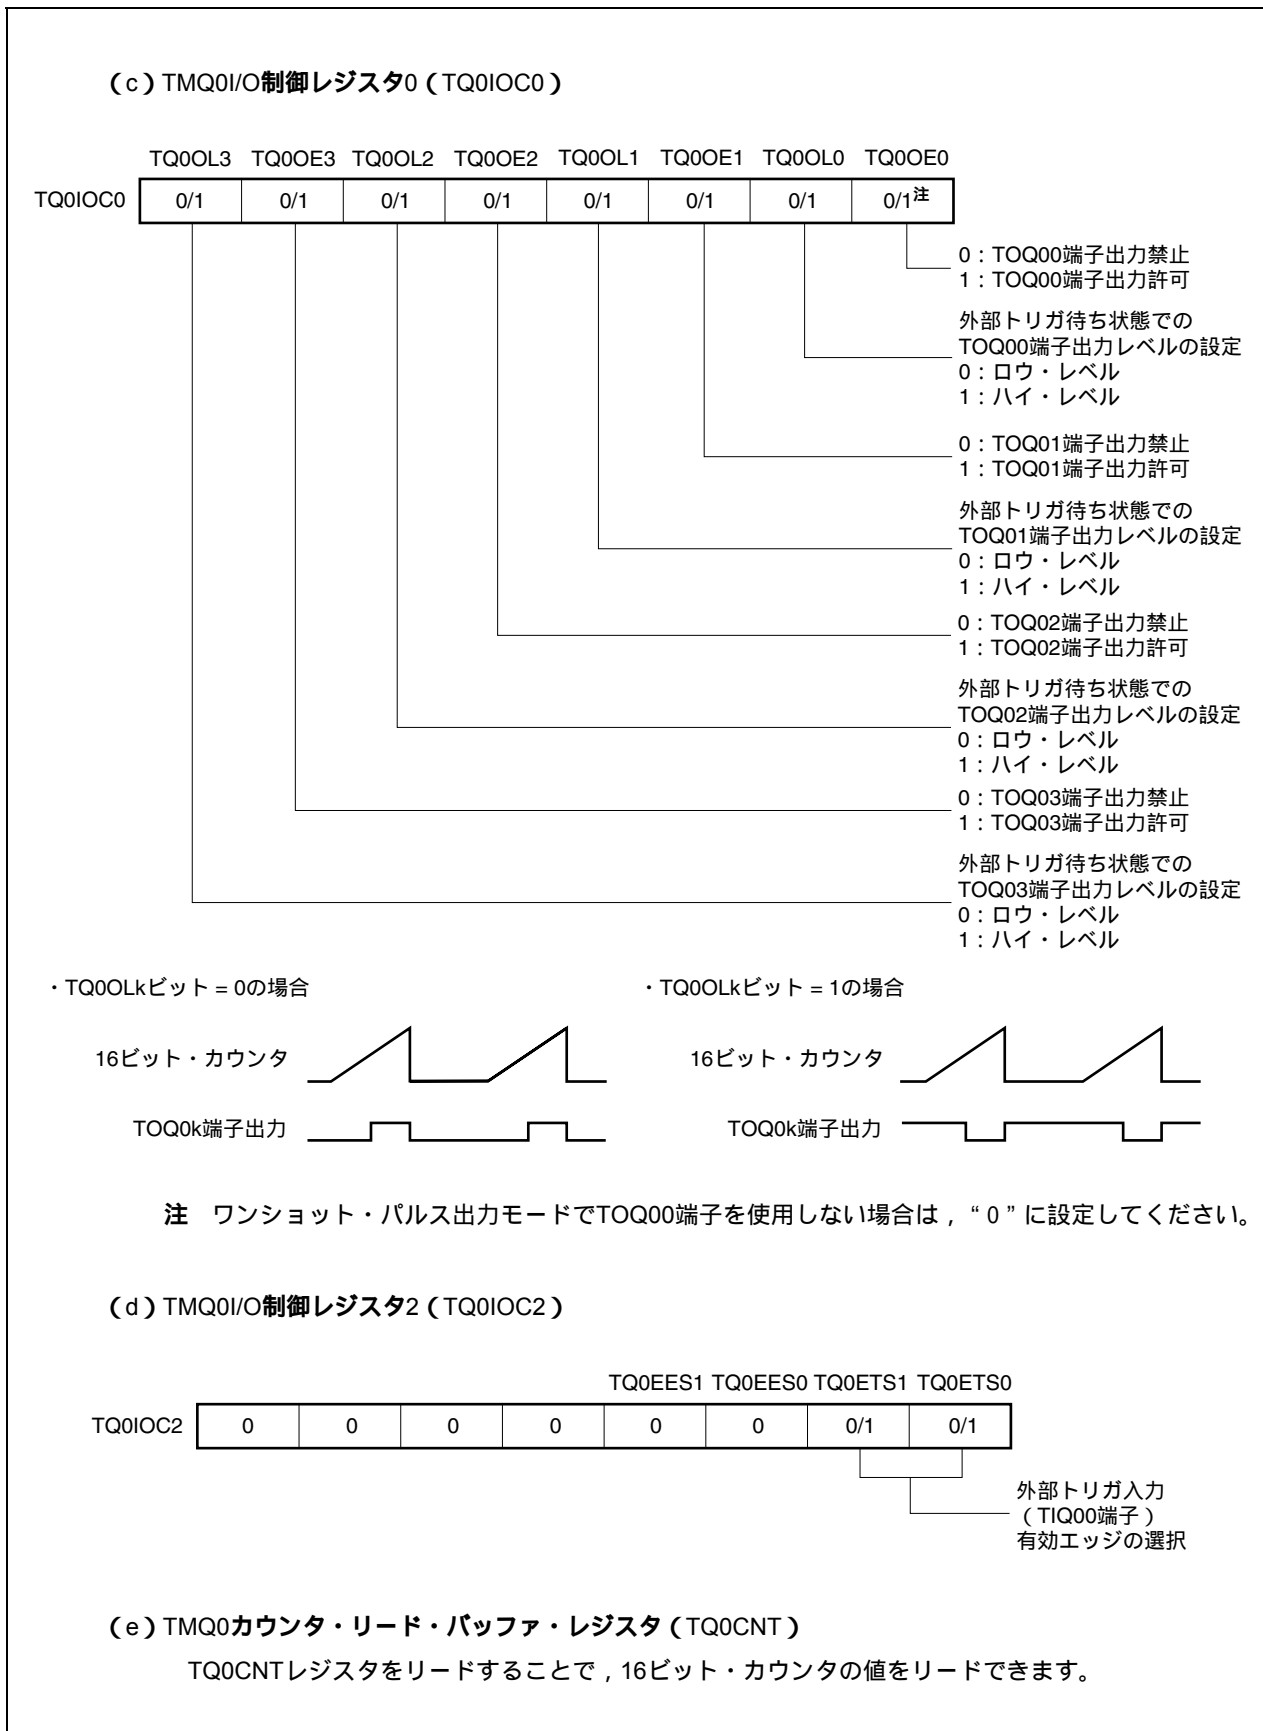 （c）TMQ0I/O制御レジスタ0（TQ0IOC0）
TQ0OL3 TQ0OE3 TQ0OL2 TQ0OE2 TQ0OL1 TQ0OE1 TQ0OL0 TQ0OE0
TQ0IOC0 0/1 0/1 0/1 0/1 0/1 0/1 0/1 0/1注
0：TOQ00端子出力禁止
1：TOQ00端子出力許可
外部トリガ待ち状態での
TOQ00端子出力レベルの設定
0：ロウ・レベル
1：ハイ・レベル
0：TOQ01端子出力禁止
1：TOQ01端子出力許可
外部トリガ待ち状態での
TOQ01端子出力レベルの設定
0：ロウ・レベル
1：ハイ・レベル
0：TOQ02端子出力禁止
1：TOQ02端子出力許可
外部トリガ待ち状態での
TOQ02端子出力レベルの設定
0：ロウ・レベル
1：ハイ・レベル
0：TOQ03端子出力禁止
1：TOQ03端子出力許可
外部トリガ待ち状態での
TOQ03端子出力レベルの設定
0：ロウ・レベル
1：ハイ・レベル
・TQ0OLkビット = 0の場合
16ビット・カウンタ
TOQ0k端子出力
・TQ0OLkビット = 1の場合
16ビット・カウンタ
TOQ0k端子出力
注　ワンショット・パルス出力モードでTOQ00端子を使用しない場合は，“0”に設定してください。
（d）TMQ0I/O制御レジスタ2（TQ0IOC2）
TQ0EES1 TQ0EES0 TQ0ETS1 TQ0ETS0
TQ0IOC2 0 0 0 0 0 0 0/1 0/1
外部トリガ入力
（TIQ00端子）
有効エッジの選択
（e）TMQ0カウンタ・リード・バッファ・レジスタ（TQ0CNT）
TQ0CNTレジスタをリードすることで，16ビット・カウンタの値をリードできます。